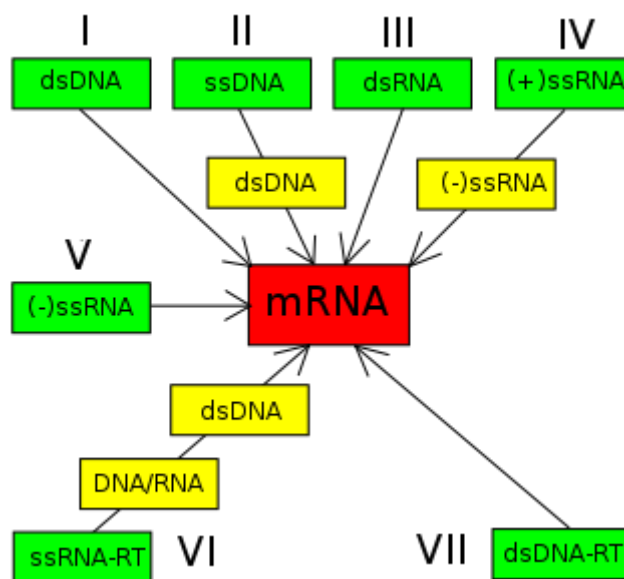 I II III IV
dsDNA ssDNA dsRNA (+)ssRNA
dsDNA (-)ssRNA
V
(-)ssRNA mRNA
dsDNA
DNA/RNA
ssRNA-RT VI VII dsDNA-RT